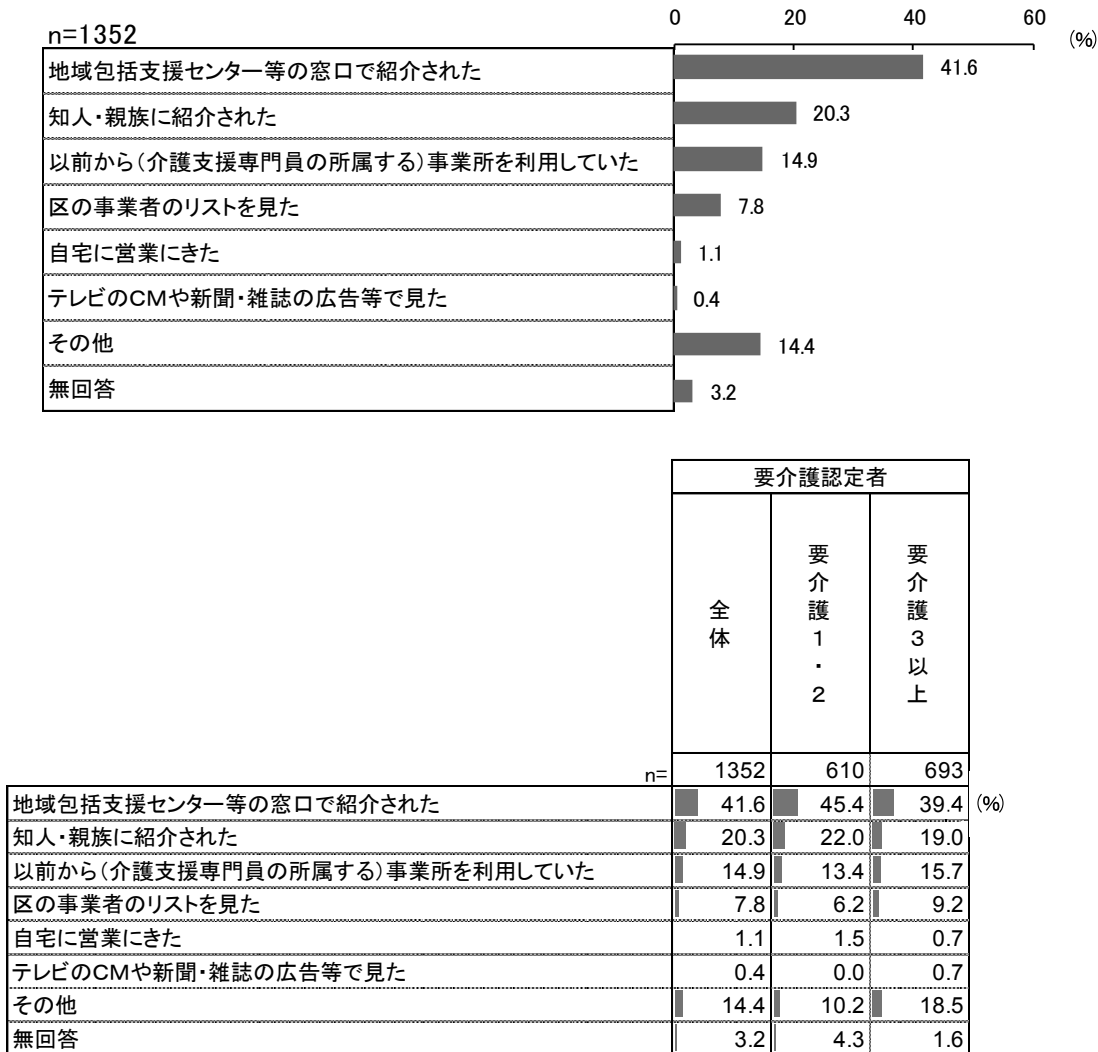 0 20 40 60
(%)
n=1352
地域包括支援センター等の窓口で紹介された 41.6
知人・親族に紹介された 20.3
以前から(介護支援専門員の所属する)事業所を利用していた 14.9
区の事業者のリストを見た 7.8
自宅に営業にきた 1.1
テレビのCMや新聞・雑誌の広告等で見た 0.4
その他 14.4
無回答 3.2
要介護認定者
全体
要介護1・2
要介護3以上
n= 1352 610 693
地域包括支援センター等の窓口で紹介された 41.6 45.4 39.4 (%)
知人・親族に紹介された 20.3 22.0 19.0
以前から(介護支援専門員の所属する)事業所を利用していた 14.9 13.4 15.7
区の事業者のリストを見た 7.8 6.2 9.2
自宅に営業にきた 1.1 1.5 0.7
テレビのCMや新聞・雑誌の広告等で見た 0.4 0.0 0.7
その他 14.4 10.2 18.5
無回答 3.2 4.3 1.6